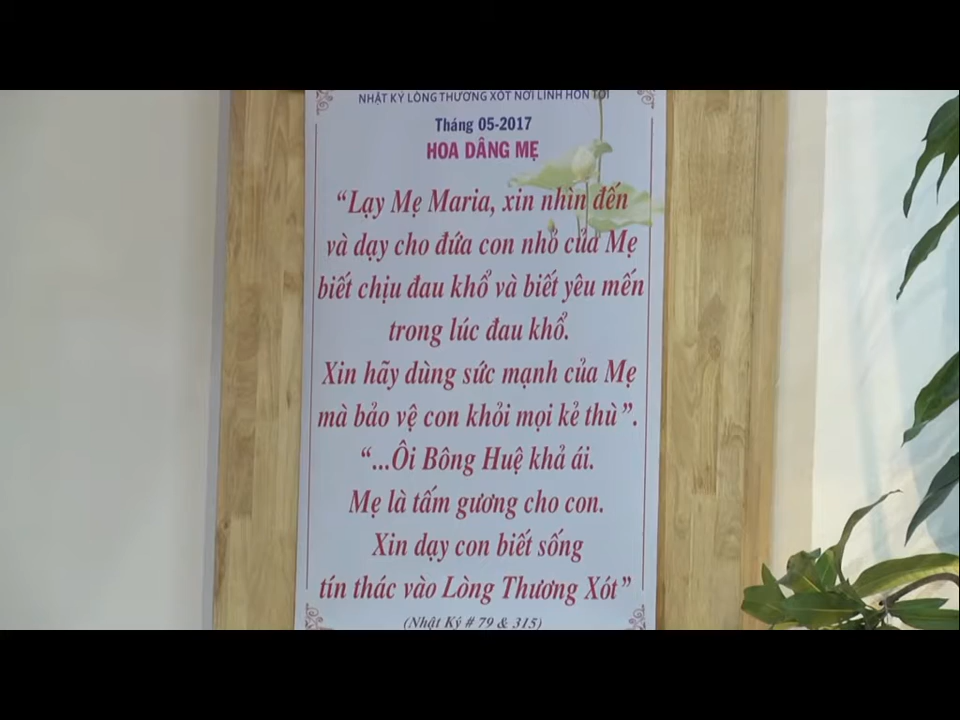 NHẬT KÝ LÒNG THƯƠNG XÓT NƠI LINH HỒN TÔI
Tháng 05-2017
HOA DÂNG MẸ
“Lạy Mẹ Maria, xin nhìn đến
và dạy cho đứa con nhỏ của Mẹ
biết chịu đau khổ và biết yêu mến
trong lúc đau khổ.
Xin hãy dùng sức mạnh của Mẹ
mà bảo vệ con khỏi mọi kẻ thù”.
“...Ôi Bông Huệ khả ái.
Mẹ là tấm gương cho con.
Xin dạy con biết sống
tín thác vào Lòng Thương Xót”
(Nhật Ký # 79 & 315)